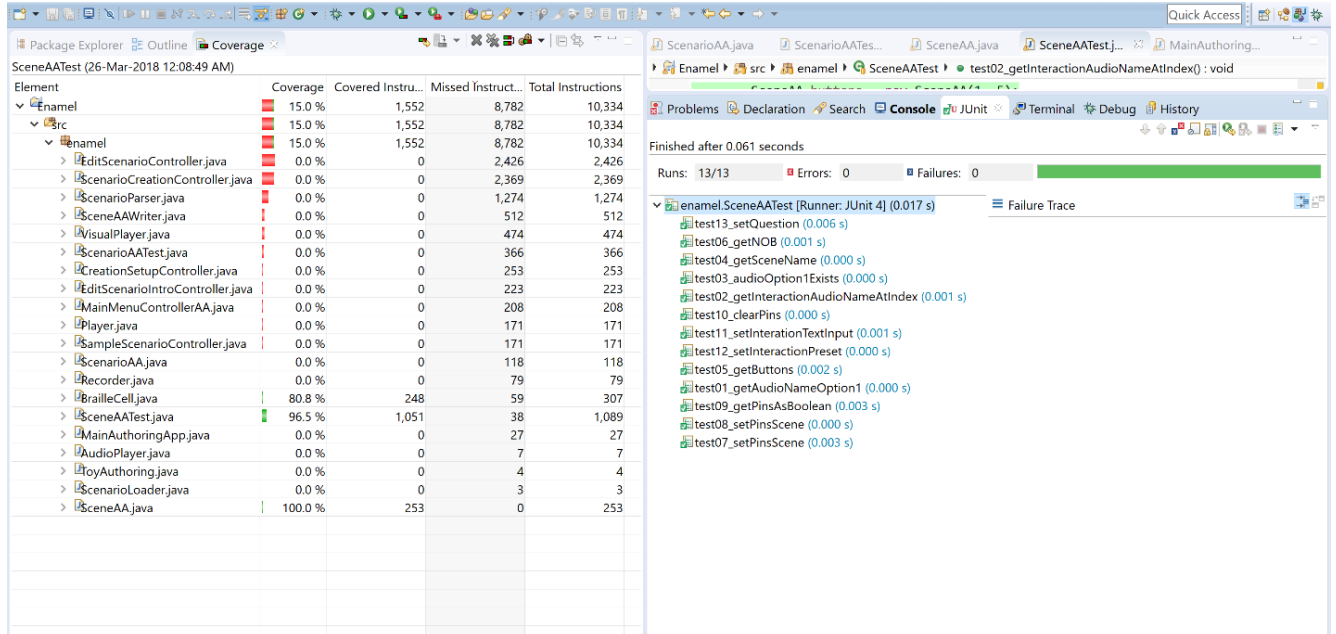 Quick Access
Package Explorer Outline Coverage
SceneAATest (26-Mar-2018 12:08:49 AM)
Element Coverage Covered Instru... Missed Instruct... Total Instructions
Enamel 15.0 % 1,552 8,782 10,334
src 15.0 % 1,552 8,782 10,334
enamel 15.0 % 1,552 8,782 10,334
EditScenarioController.java 0.0 % 0 2,426 2,426
ScenarioCreationController.java 0.0 % 0 2,369 2,369
ScenarioParser.java 0.0 % 0 1,274 1,274
SceneAAWriter.java 0.0 % 0 512 512
VisualPlayer.java 0.0 % 0 474 474
ScenarioAATest.java 0.0 % 0 366 366
CreationSetupController.java 0.0 % 0 253 253
EditScenarioIntroController.java 0.0 % 0 223 223
MainMenuControllerAA.java 0.0 % 0 208 208
Player.java 0.0 % 0 171 171
SampleScenarioController.java 0.0 % 0 171 171
ScenarioAA.java 0.0 % 0 118 118
Recorder.java 0.0 % 0 79 79
BrailleCell.java 80.8 % 248 59 307
SceneAATest.java 96.5 % 1,051 38 1,089
MainAuthoringApp.java 0.0 % 0 27 27
AudioPlayer.java 0.0 % 0 7 7
ToyAuthoring.java 0.0 % 0 4 4
ScenarioLoader.java 0.0 % 0 3 3
SceneAA.java 100.0 % 253 0 253
ScenarioAA.java ScenarioAATes... SceneAA.java SceneAATest.j... MainAuthoring...
Enamel src enamel SceneAATest test02_getInteractionAudioNameAtIndex() : void
Problems Declaration Search Console JUnit Terminal Debug History
Finished after 0.061 seconds
Runs: 13/13 Errors: 0 Failures: 0
enamel.SceneAATest [Runner: JUnit 4] (0.017 s) Failure Trace
test13_setQuestion (0.006 s)
test06_getNOB (0.001 s)
test04_getSceneName (0.000 s)
test03_audioOption1Exists (0.000 s)
test02_getInteractionAudioNameAtIndex (0.001 s)
test10_clearPins (0.000 s)
test11_setInterationTextInput (0.001 s)
test12_setInteractionPreset (0.000 s)
test05_getButtons (0.002 s)
test01_getAudioNameOption1 (0.000 s)
test09_getPinsAsBoolean (0.003 s)
test08_setPinsScene (0.000 s)
test07_setPinsScene (0.003 s)